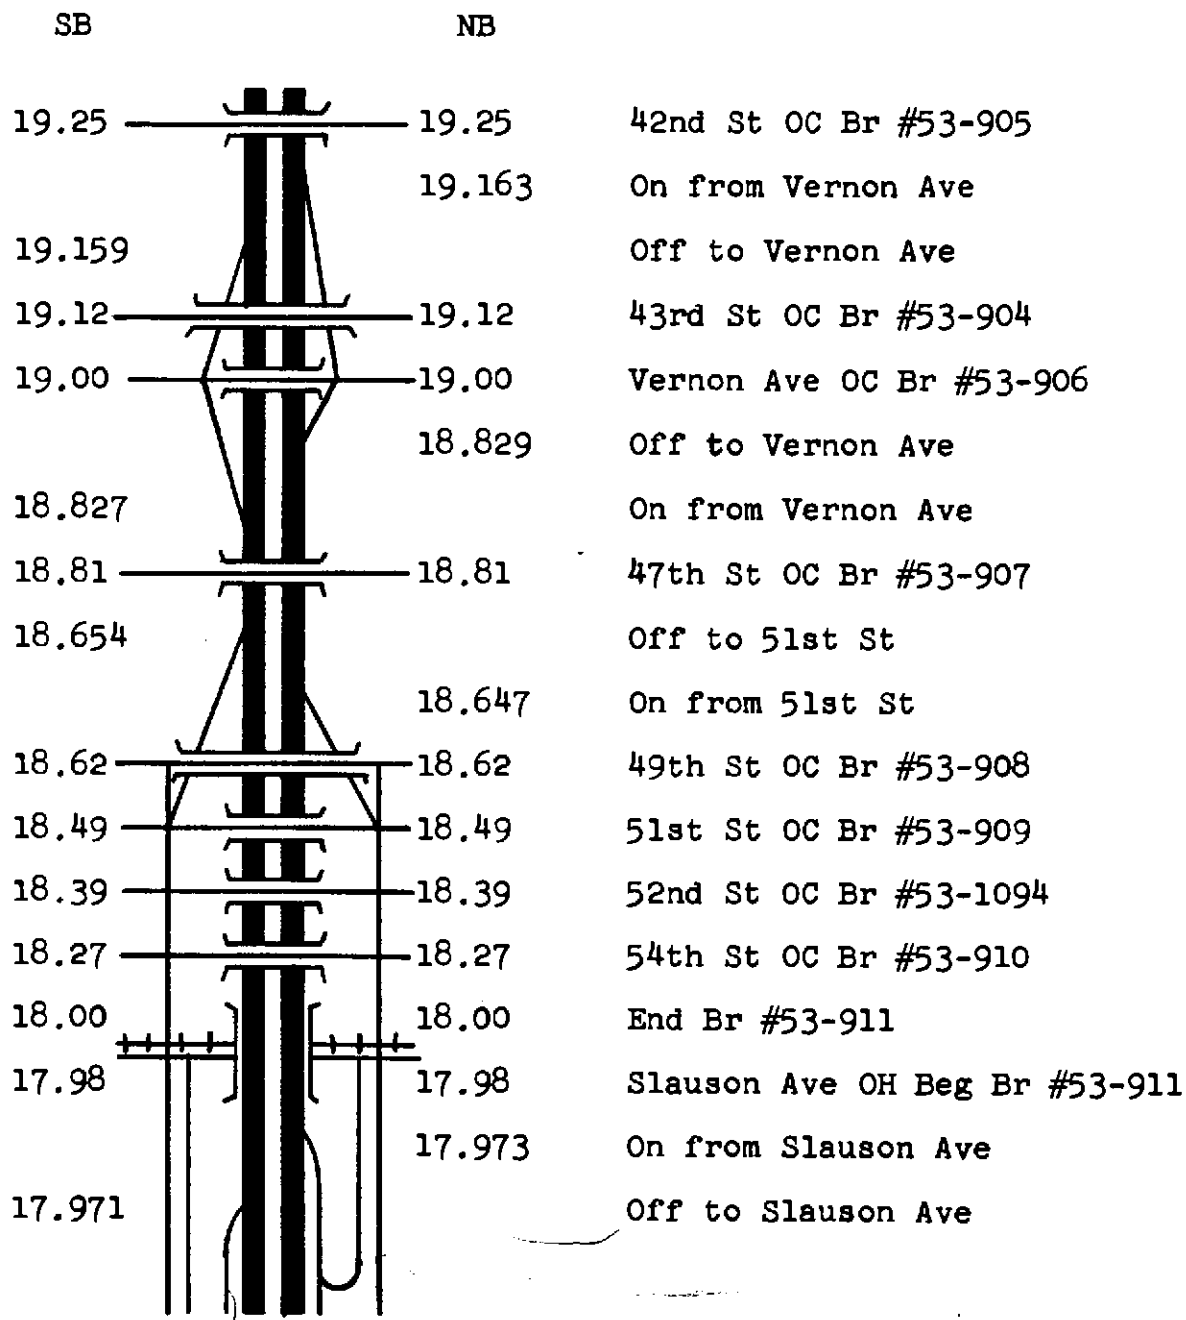 SB NB
19.25 19.25 42nd St OC Br #53-905
19.163 On from Vernon Ave
19.159 Off to Vernon Ave
19.12 19.12 43rd St OC Br #53-904
19.00 19.00 Vernon Ave OC Br #53-906
18.829 Off to Vernon Ave
18.827 On from Vernon Ave
18.81 18.81 47th St OC Br #53-907
18.654 Off to 51st St
18.647 On from 51st St
18.62 18.62 49th St OC Br #53-908
18.49 18.49 51st St OC Br #53-909
18.39 18.39 52nd St OC Br #53-1094
18.27 18.27 54th St OC Br #53-910
18.00 18.00 End Br #53-911
17.98 17.98 Slauson Ave OH Beg Br #53-911
17.973 On from Slauson Ave
17.971 Off to Slauson Ave